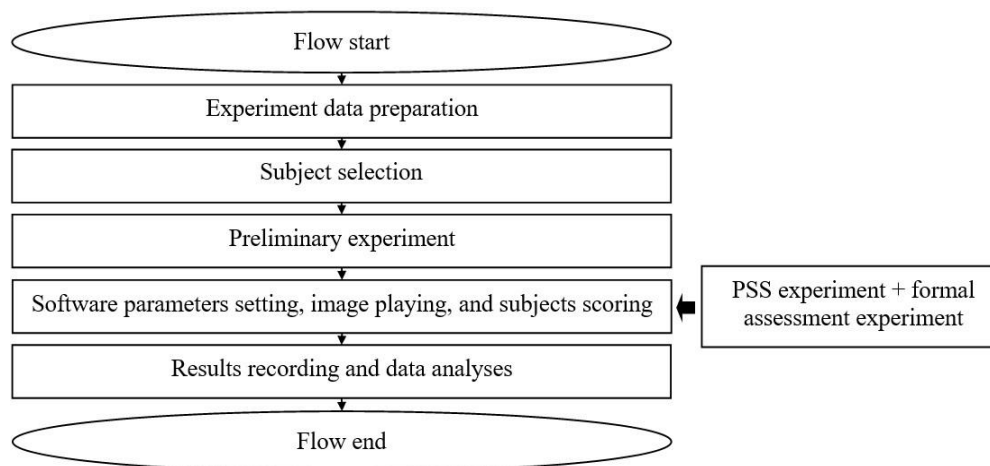 Flow start
Experiment data preparation
Subject selection
Preliminary experiment
Software parameters setting, image playing, and subjects scoring
PSS experiment + formal
assessment experiment
Results recording and data analyses
Flow end